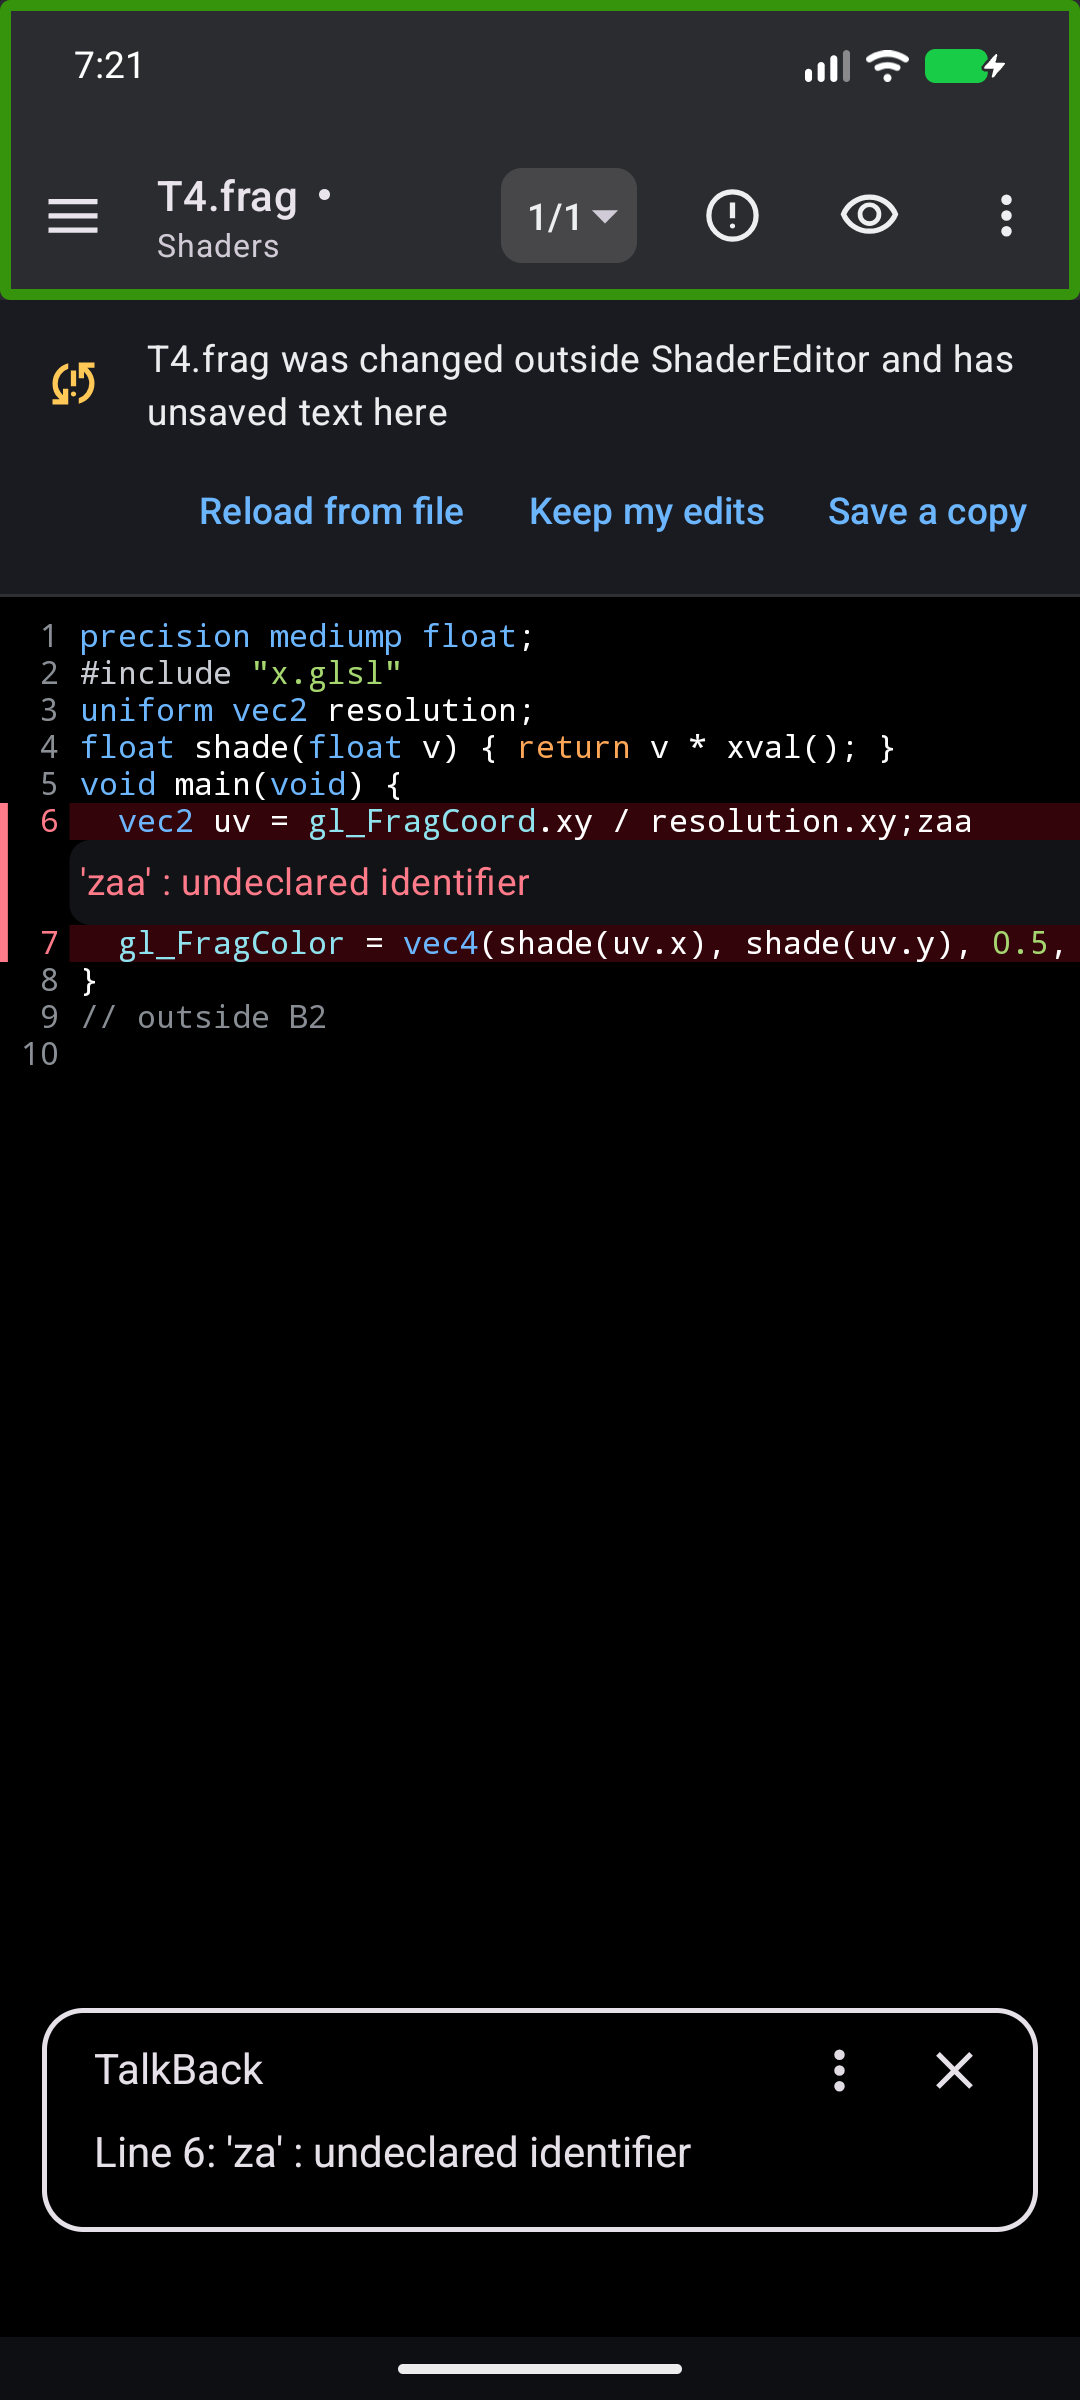 7:21
T4.frag •
Shaders
1/1
T4.frag was changed outside ShaderEditor and has
unsaved text here
Reload from file Keep my edits Save a copy
1 precision mediump float;
2 #include "x.glsl"
3 uniform vec2 resolution;
4 float shade(float v) { return v * xval(); }
5 void main(void) {
6 vec2 uv = gl_FragCoord.xy / resolution.xy;zaa
'zaa' : undeclared identifier
7 gl_FragColor = vec4(shade(uv.x), shade(uv.y), 0.5,
8 }
9 // outside B2
10
TalkBack
Line 6: 'za' : undeclared identifier